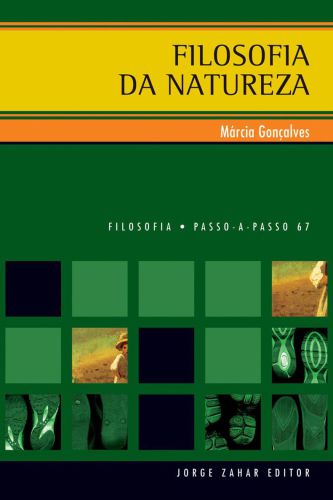 FILOSOFIA
DA NATUREZA
Márcia Gonçalves
FILOSOFIA • PASSO-A-PASSO 67
JORGE ZAHAR EDITOR